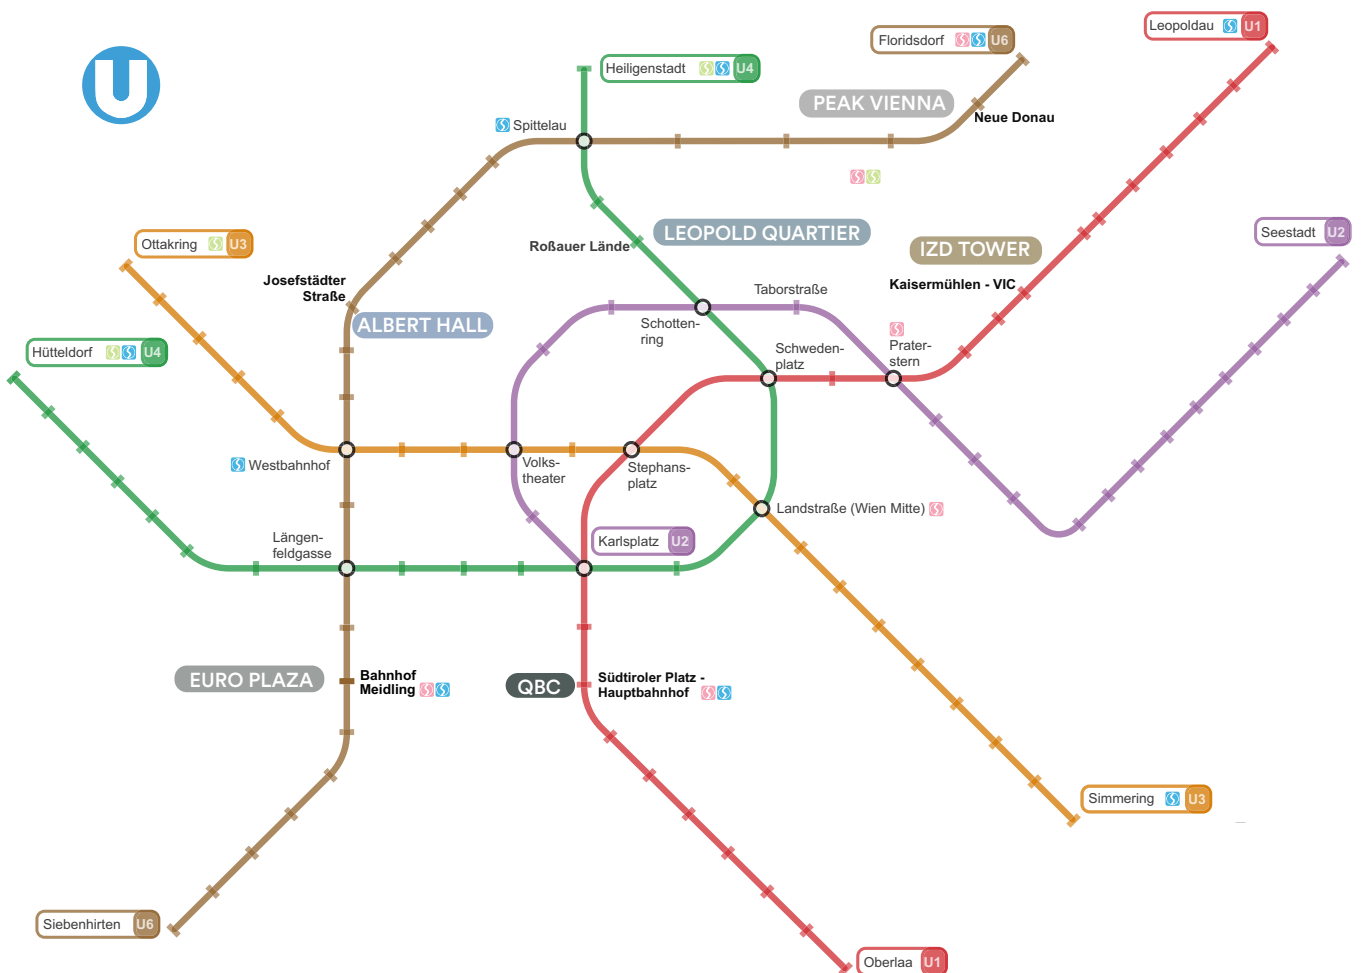 U
Leopoldau U1
Floridsdorf U6
Heiligenstadt U4
PEAK VIENNA
Neue Donau
Spittelau
Ottakring U3
LEOPOLD QUARTIER
Roßauer Lände
IZD TOWER
Seestadt U2
Josefstädter
Straße
Kaisermühlen - VIC
Taborstraße
ALBERT HALL
Schotten-
ring
Hütteldorf U4
Schweden-
platz
Prater-
stern
Westbahnhof
Volks-
theater
Stephans-
platz
Landstraße (Wien Mitte)
Längen-
feldgasse
Karlsplatz U2
EURO PLAZA
Bahnhof
Meidling
QBC
Südtiroler Platz -
Hauptbahnhof
Simmering U3
Siebenhirten U6
Oberlaa U1